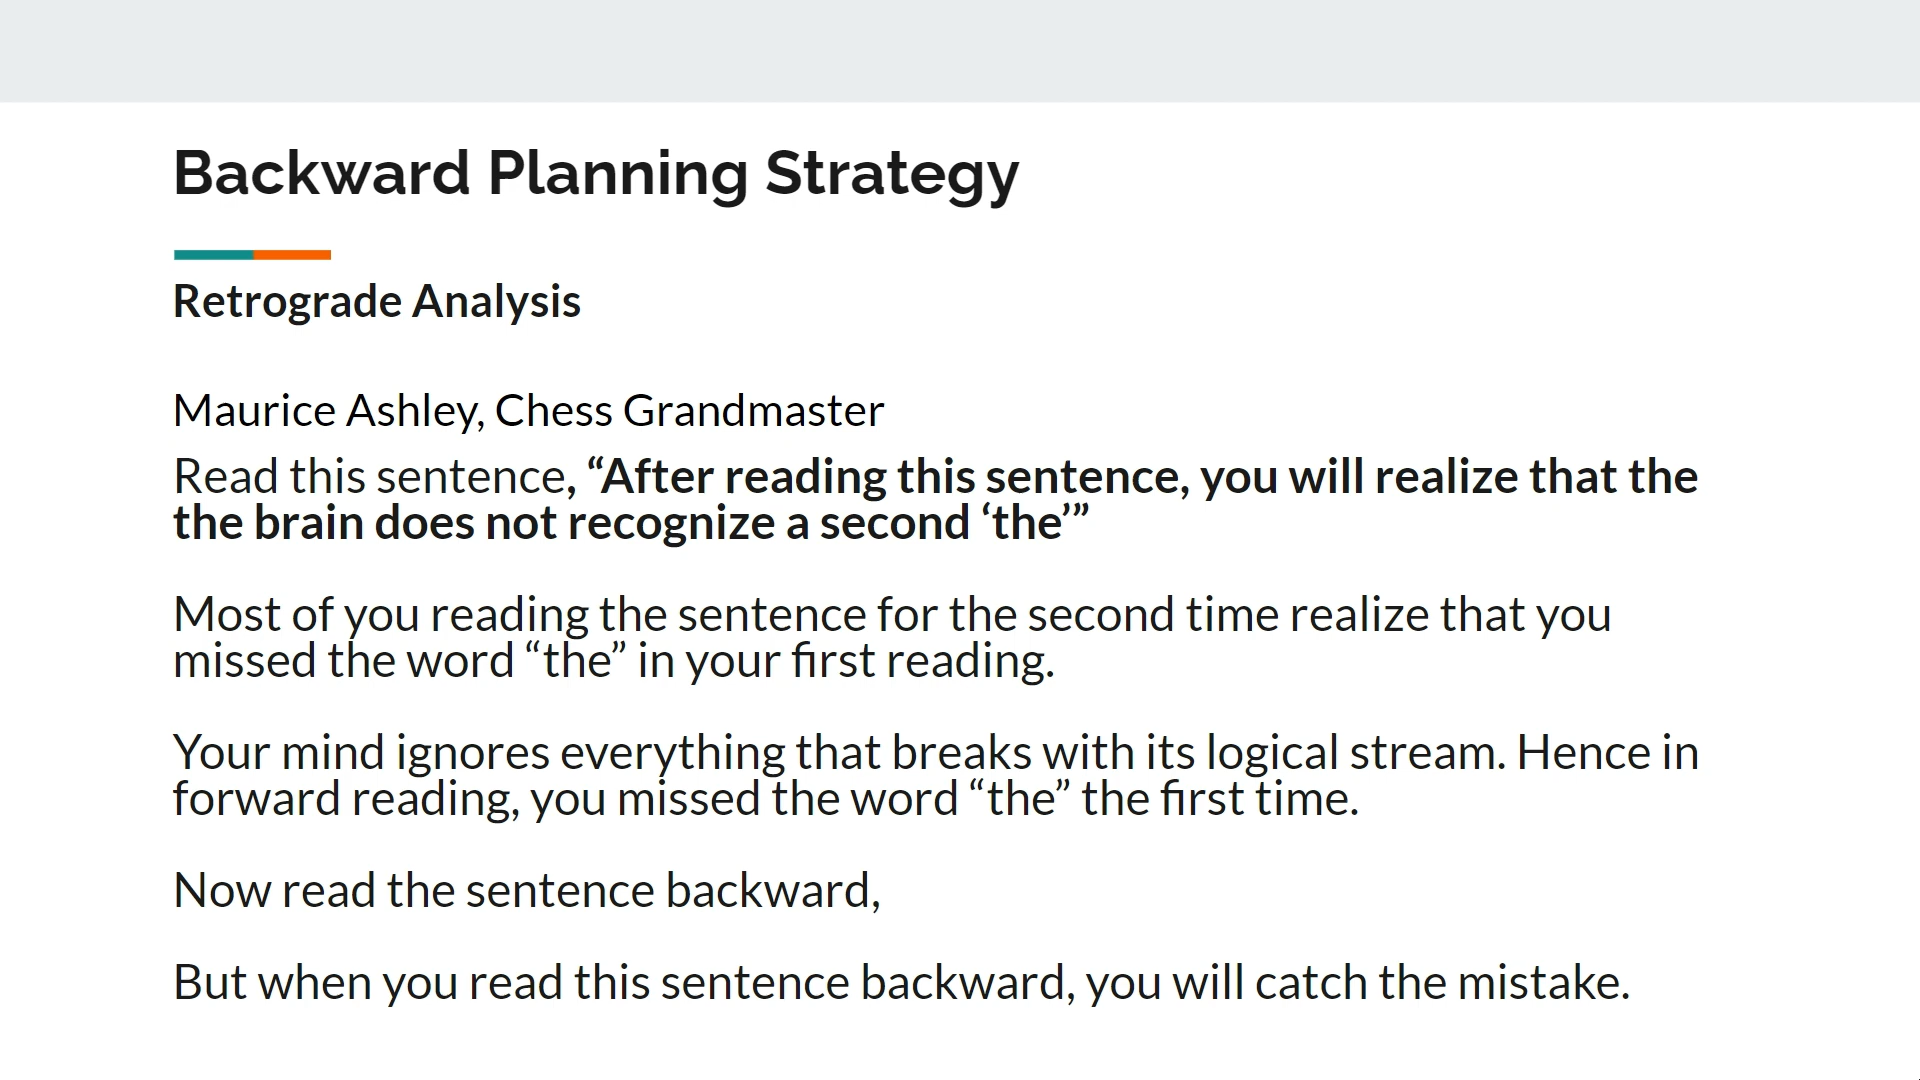 Backward Planning Strategy
Retrograde Analysis
Maurice Ashley, Chess Grandmaster
Read this sentence, “After reading this sentence, you will realize that the
the brain does not recognize a second ‘the’”
Most of you reading the sentence for the second time realize that you
missed the word “the” in your first reading.
Your mind ignores everything that breaks with its logical stream. Hence in
forward reading, you missed the word “the” the first time.
Now read the sentence backward,
But when you read this sentence backward, you will catch the mistake.